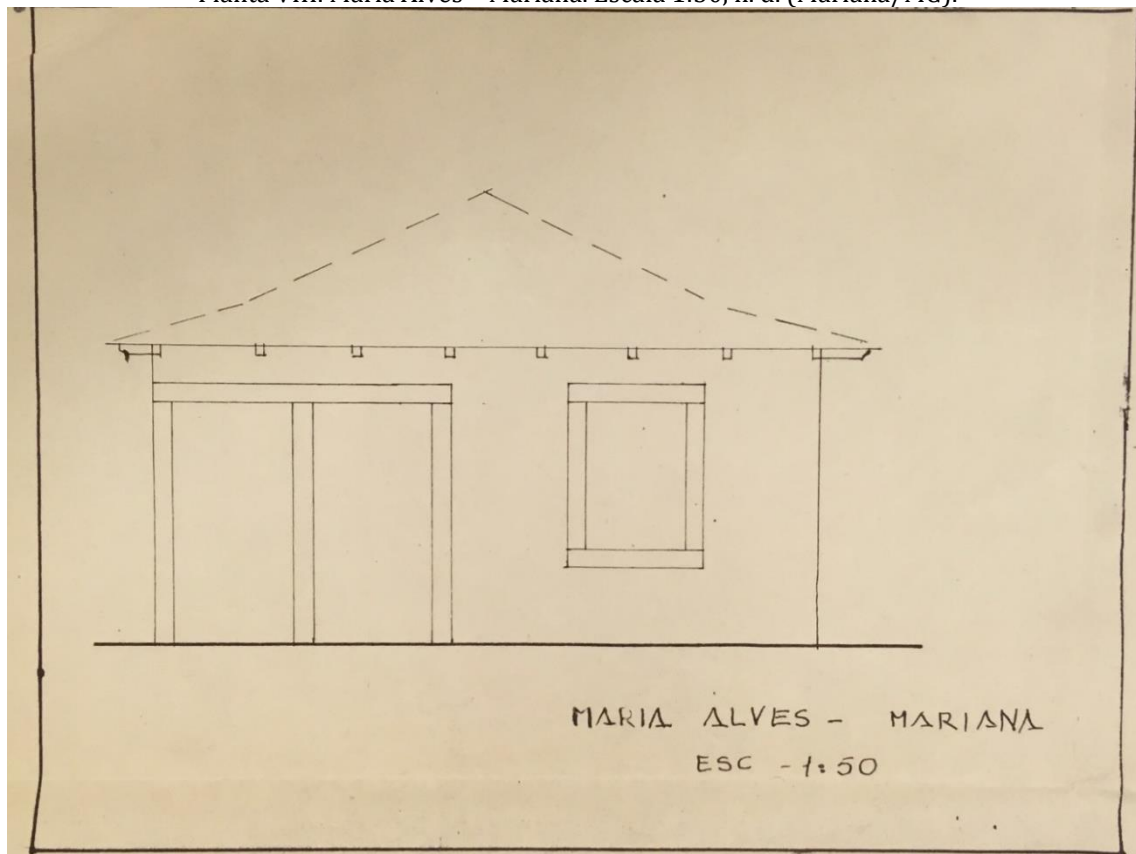 Planta VIII: Maria Alves – Mariana. Escala 1:50, n. d. (Mariana/MG).
MARIA ALVES - MARIANA
ESC - 1:50